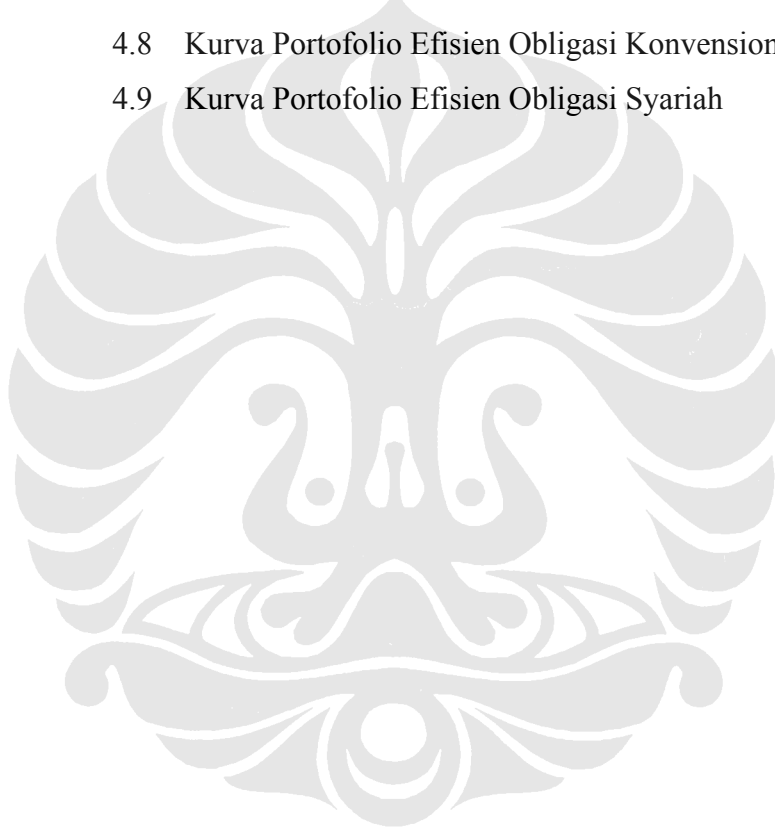 4.8 Kurva Portofolio Efisien Obligasi Konvension
4.9 Kurva Portofolio Efisien Obligasi Syariah